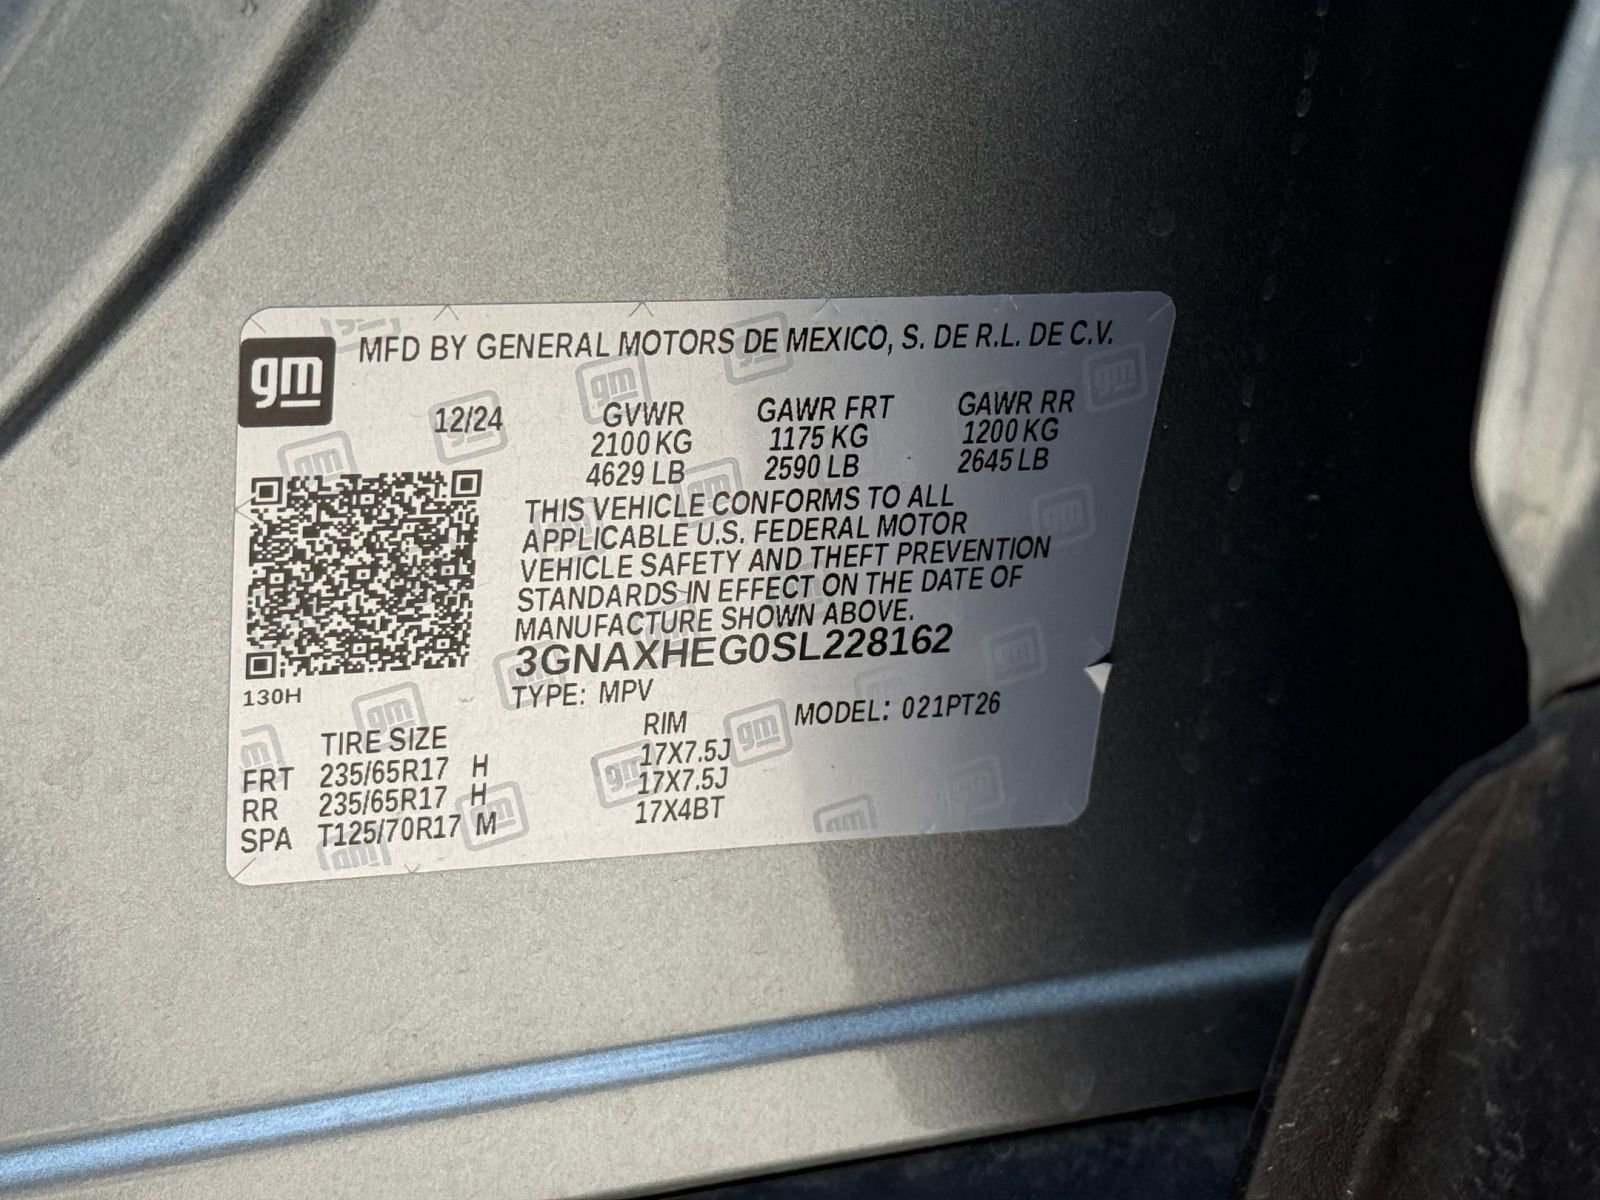 gm MFD BY GENERAL MOTORS DE MEXICO, S. DE R.L. DE C.V.
12/24 GVWR GAWR FRT GAWR RR
2100 KG 1175 KG 1200 KG
4629 LB 2590 LB 2645 LB
THIS VEHICLE CONFORMS TO ALL
APPLICABLE U.S. FEDERAL MOTOR
VEHICLE SAFETY AND THEFT PREVENTION
STANDARDS IN EFFECT ON THE DATE OF
MANUFACTURE SHOWN ABOVE.
3GNAXHEG0SL228162
130H
TYPE: MPV MODEL: 021PT26
TIRE SIZE RIM
FRT 235/65R17 H 17X7.5J
RR 235/65R17 H 17X7.5J
SPA T125/70R17 M 17X4BT